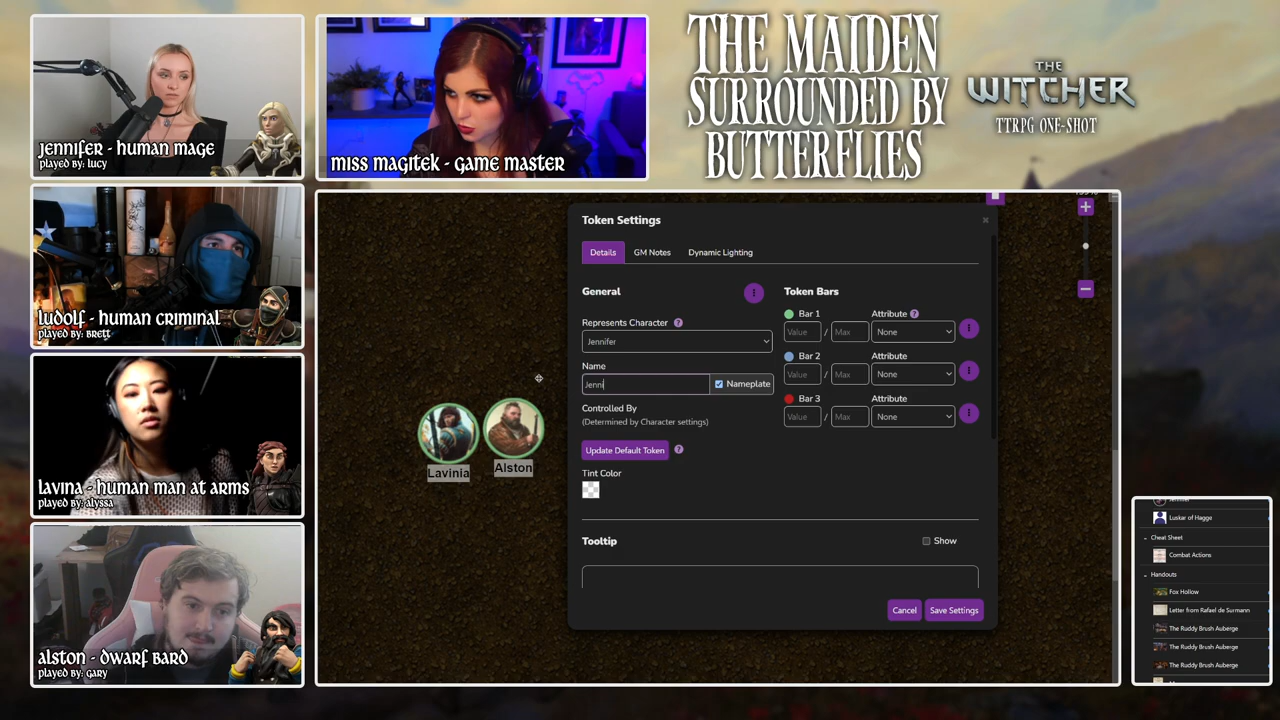 JENNIFER - HUMAN MAGE
PLAYED BY: LUCY
MISS MAGITEK - GAME MASTER
THE MAIDEN
SURROUNDED BY
BUTTERFLIES
THE
WITCHER
TTRPG ONE-SHOT
LUDOLF - HUMAN CRIMINAL
PLAYED BY: BRETT
LAVINA - HUMAN MAN AT ARMS
PLAYED BY: ALYSSA
ALSTON - DWARF BARD
PLAYED BY: GARY
Lavinia
Alston
Token Settings
Details
GM Notes
Dynamic Lighting
General
Represents Character
Jennifer
Name
Jenni
Nameplate
Controlled By
(Determined by Character settings)
Update Default Token
Tint Color
Token Bars
Bar 1
Attribute
Value / Max
None
Bar 2
Attribute
Value / Max
None
Bar 3
Attribute
Value / Max
None
Tooltip
Show
Cancel
Save Settings
Jennifer
Luskar of Hagge
Cheat Sheet
Combat Actions
Handouts
Fox Hollow
Letter from Rafael de Surmann
The Ruddy Brush Auberge
The Ruddy Brush Auberge
The Ruddy Brush Auberge